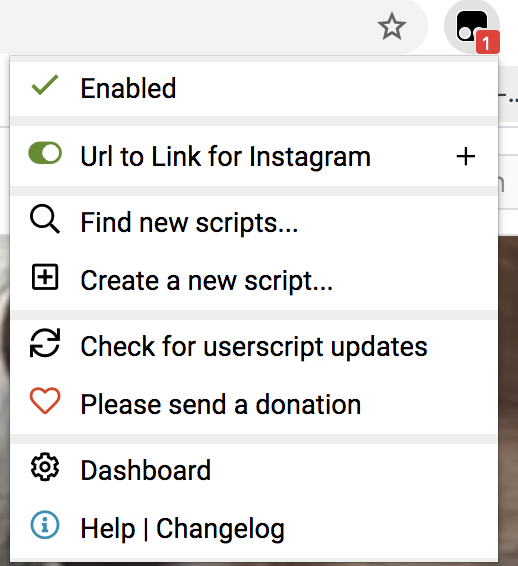 1
Enabled
Url to Link for Instagram
Find new scripts...
Create a new script...
Check for userscript updates
Please send a donation
Dashboard
Help | Changelog